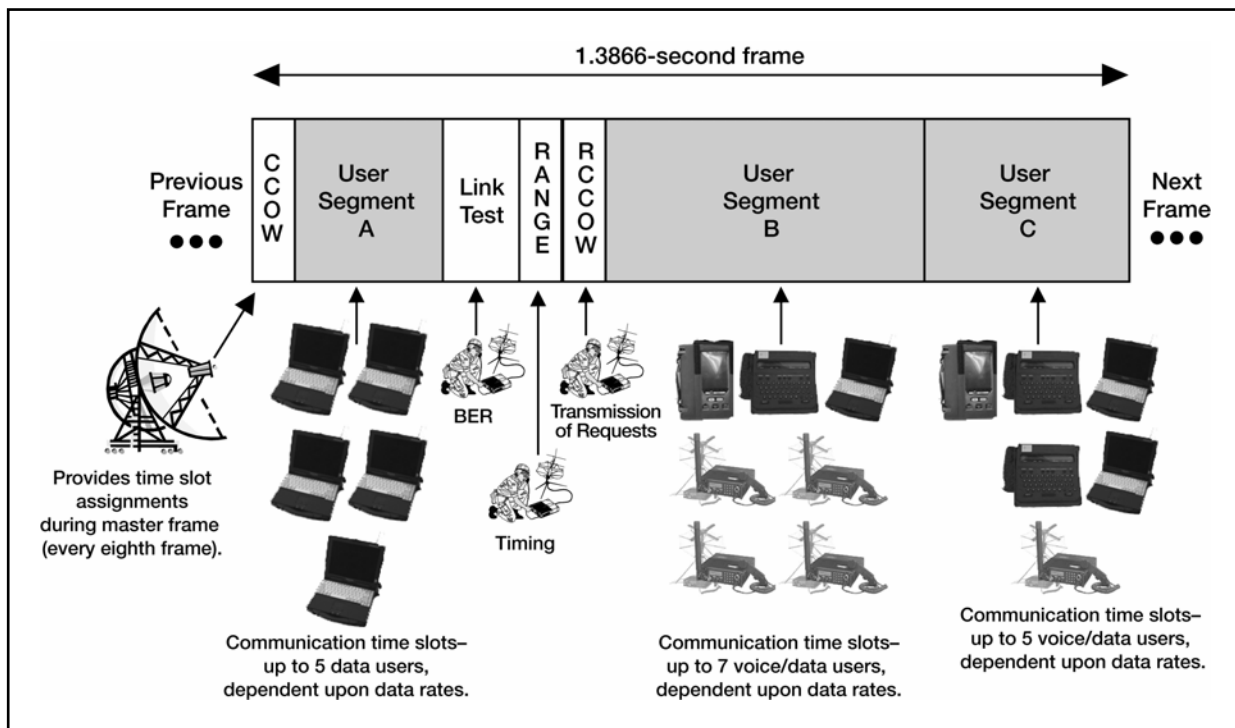 1.3866-second frame
Previous
Frame
CCOW
User
Segment
A
Link
Test
RANGE
RCCOW
User
Segment
B
User
Segment
C
Next
Frame
Provides time slot
assignments
during master frame
(every eighth frame).
BER
Timing
Transmission
of Requests
Communication time slots–
up to 5 data users,
dependent upon data rates.
Communication time slots–
up to 7 voice/data users,
dependent upon data rates.
Communication time slots–
up to 5 voice/data users,
dependent upon data rates.